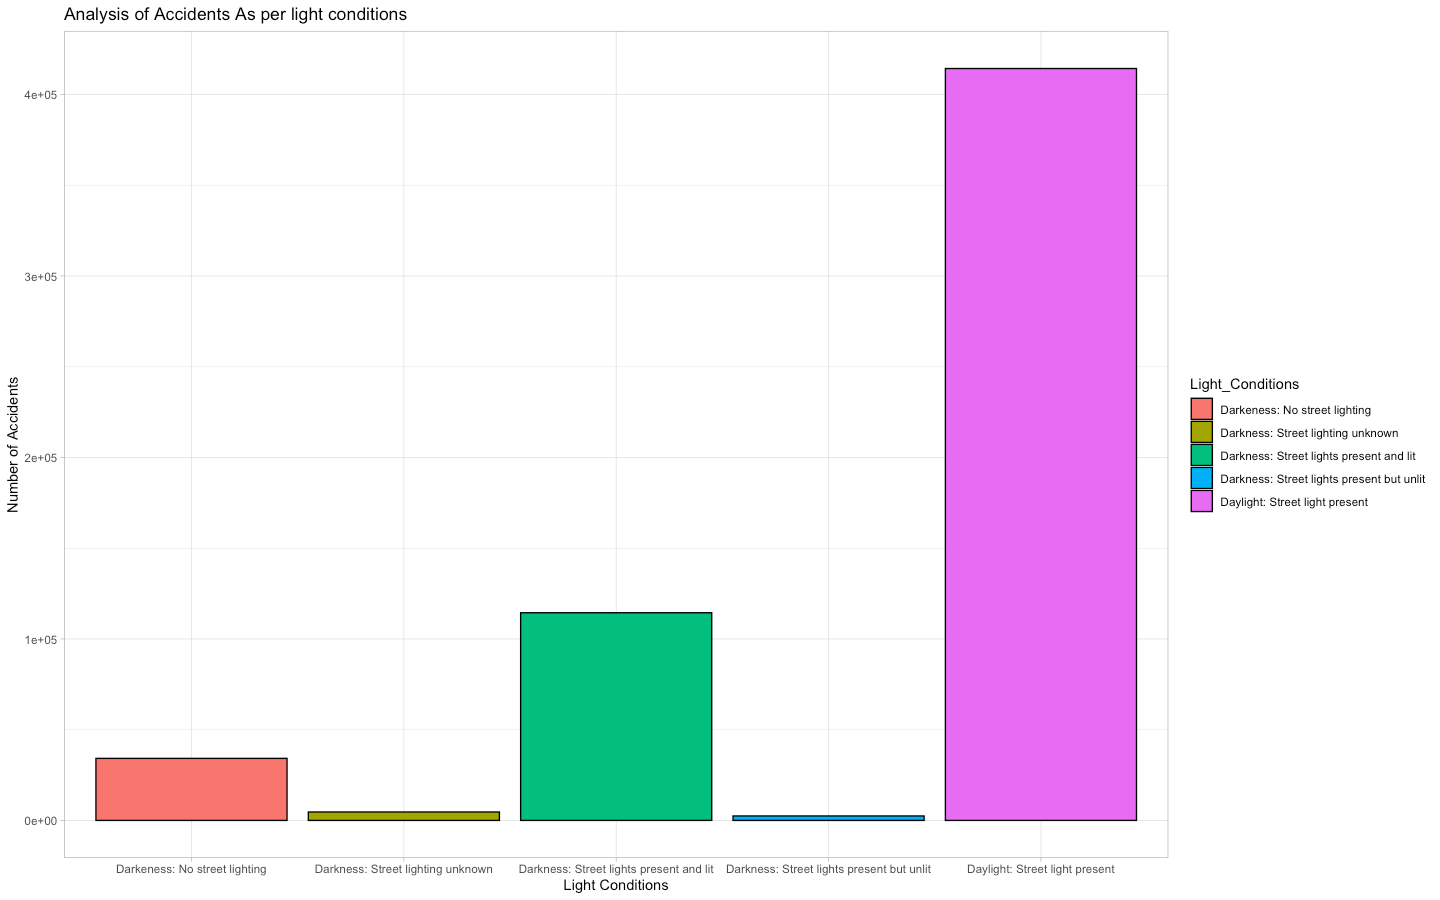 Analysis of Accidents As per light conditions
Number of Accidents
4e+05
3e+05
2e+05
1e+05
0e+00
Darkeness: No street lighting
Darkness: Street lighting unknown
Darkness: Street lights present and lit
Darkness: Street lights present but unlit
Daylight: Street light present
Light Conditions
Light_Conditions
Darkeness: No street lighting
Darkness: Street lighting unknown
Darkness: Street lights present and lit
Darkness: Street lights present but unlit
Daylight: Street light present